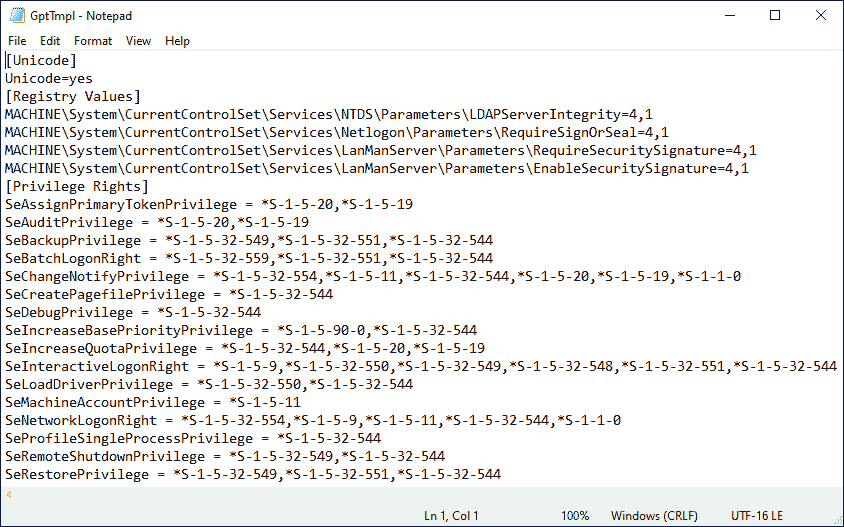 GptTmpl - Notepad
File Edit Format View Help
[Unicode]
Unicode=yes
[Registry Values]
MACHINE\System\CurrentControlSet\Services\NTDS\Parameters\LDAPServerIntegrity=4,1
MACHINE\System\CurrentControlSet\Services\Netlogon\Parameters\RequireSignOrSeal=4,1
MACHINE\System\CurrentControlSet\Services\LanManServer\Parameters\RequireSecuritySignature=4,1
MACHINE\System\CurrentControlSet\Services\LanManServer\Parameters\EnableSecuritySignature=4,1
[Privilege Rights]
SeAssignPrimaryTokenPrivilege = *S-1-5-20,*S-1-5-19
SeAuditPrivilege = *S-1-5-20,*S-1-5-19
SeBackupPrivilege = *S-1-5-32-549,*S-1-5-32-551,*S-1-5-32-544
SeBatchLogonRight = *S-1-5-32-559,*S-1-5-32-551,*S-1-5-32-544
SeChangeNotifyPrivilege = *S-1-5-32-554,*S-1-5-11,*S-1-5-32-544,*S-1-5-20,*S-1-5-19,*S-1-1-0
SeCreatePagefilePrivilege = *S-1-5-32-544
SeDebugPrivilege = *S-1-5-32-544
SeIncreaseBasePriorityPrivilege = *S-1-5-90-0,*S-1-5-32-544
SeIncreaseQuotaPrivilege = *S-1-5-32-544,*S-1-5-20,*S-1-5-19
SeInteractiveLogonRight = *S-1-5-9,*S-1-5-32-550,*S-1-5-32-549,*S-1-5-32-548,*S-1-5-32-551,*S-1-5-32-544
SeLoadDriverPrivilege = *S-1-5-32-550,*S-1-5-32-544
SeMachineAccountPrivilege = *S-1-5-11
SeNetworkLogonRight = *S-1-5-32-554,*S-1-5-9,*S-1-5-11,*S-1-5-32-544,*S-1-1-0
SeProfileSingleProcessPrivilege = *S-1-5-32-544
SeRemoteShutdownPrivilege = *S-1-5-32-549,*S-1-5-32-544
SeRestorePrivilege = *S-1-5-32-549,*S-1-5-32-551,*S-1-5-32-544
Ln 1, Col 1 100% Windows (CRLF) UTF-16 LE